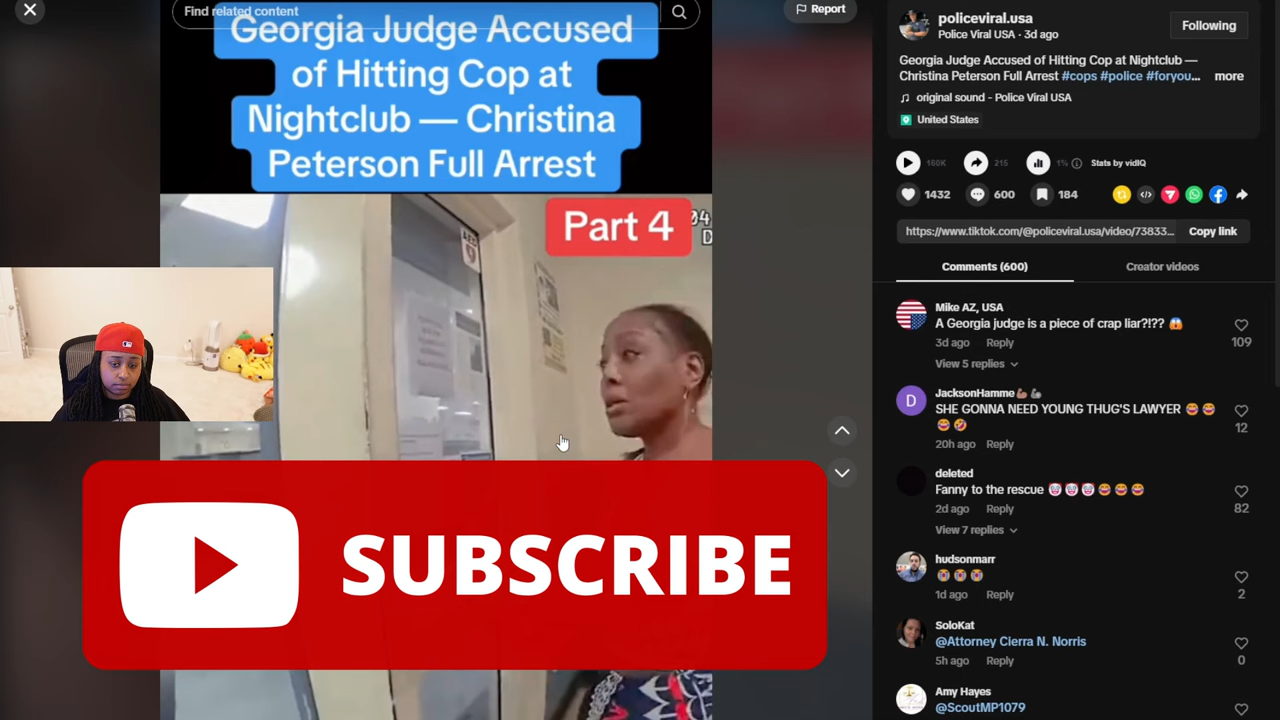 Find related content
Report
Georgia Judge Accused
of Hitting Cop at
Nightclub — Christina
Peterson Full Arrest
Part 4
04
D
9
SUBSCRIBE
policeviral.usa
Police Viral USA · 3d ago
Following
Georgia Judge Accused of Hitting Cop at Nightclub —
Christina Peterson Full Arrest #cops #police #foryou...
more
♫ original sound - Police Viral USA
United States
160K
215
1%
Stats by vidIQ
1432
600
184
https://www.tiktok.com/@policeviral.usa/video/73833...
Copy link
Comments (600)
Creator videos
Mike AZ, USA
A Georgia judge is a piece of crap liar?!?? 😱
3d ago
Reply
109
View 5 replies
D
JacksonHamme💪🏾🦾
SHE GONNA NEED YOUNG THUG'S LAWYER 😂😂
😂🤣
20h ago
Reply
12
deleted
Fanny to the rescue 🤡🤡🤡😂😂😂
2d ago
Reply
82
View 7 replies
hudsonmarr
😭😭😭
1d ago
Reply
2
SoloKat
@Attorney Cierra N. Norris
5h ago
Reply
0
Amy Hayes
@ScoutMP1079